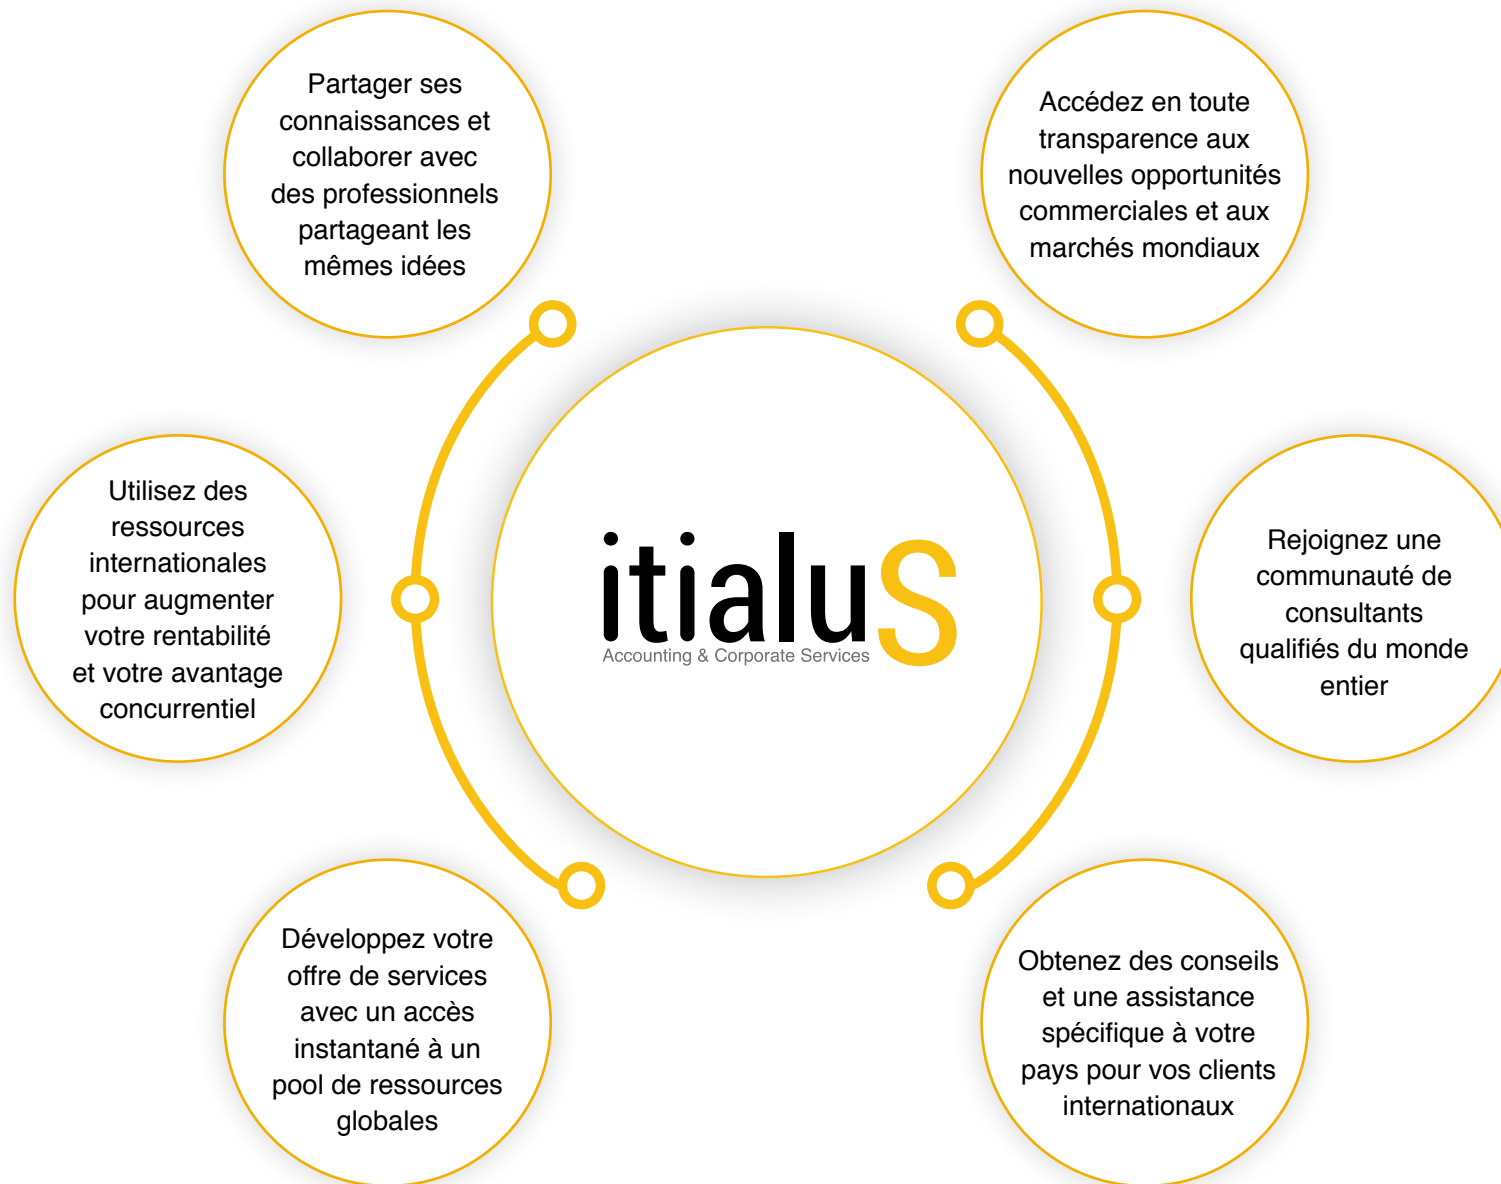 Partager ses
connaissances et
collaborer avec
des professionnels
partageant les
mêmes idées
Accédez en toute
transparence aux
nouvelles opportunités
commerciales et aux
marchés mondiaux
Utilisez des
ressources
internationales
pour augmenter
votre rentabilité
et votre avantage
concurrentiel
itialuS
Accounting & Corporate Services
Rejoignez une
communauté de
consultants
qualifiés du monde
entier
Développez votre
offre de services
avec un accès
instantané à un
pool de ressources
globales
Obtenez des conseils
et une assistance
spécifique à votre
pays pour vos clients
internationaux